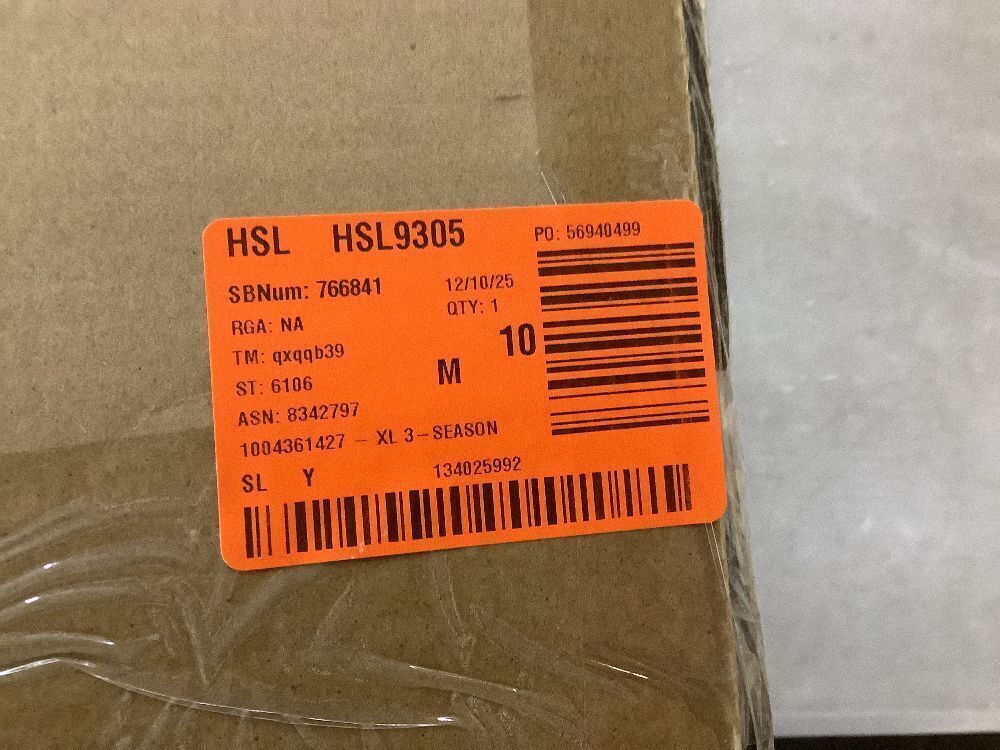 HSL HSL9305
PO: 56940499
SBNum: 766841
12/10/25
RGA: NA
QTY: 1
TM: qxqqb39
10
ST: 6106
M
ASN: 8342797
1004361427 - XL 3-SEASON
SL Y
134025992